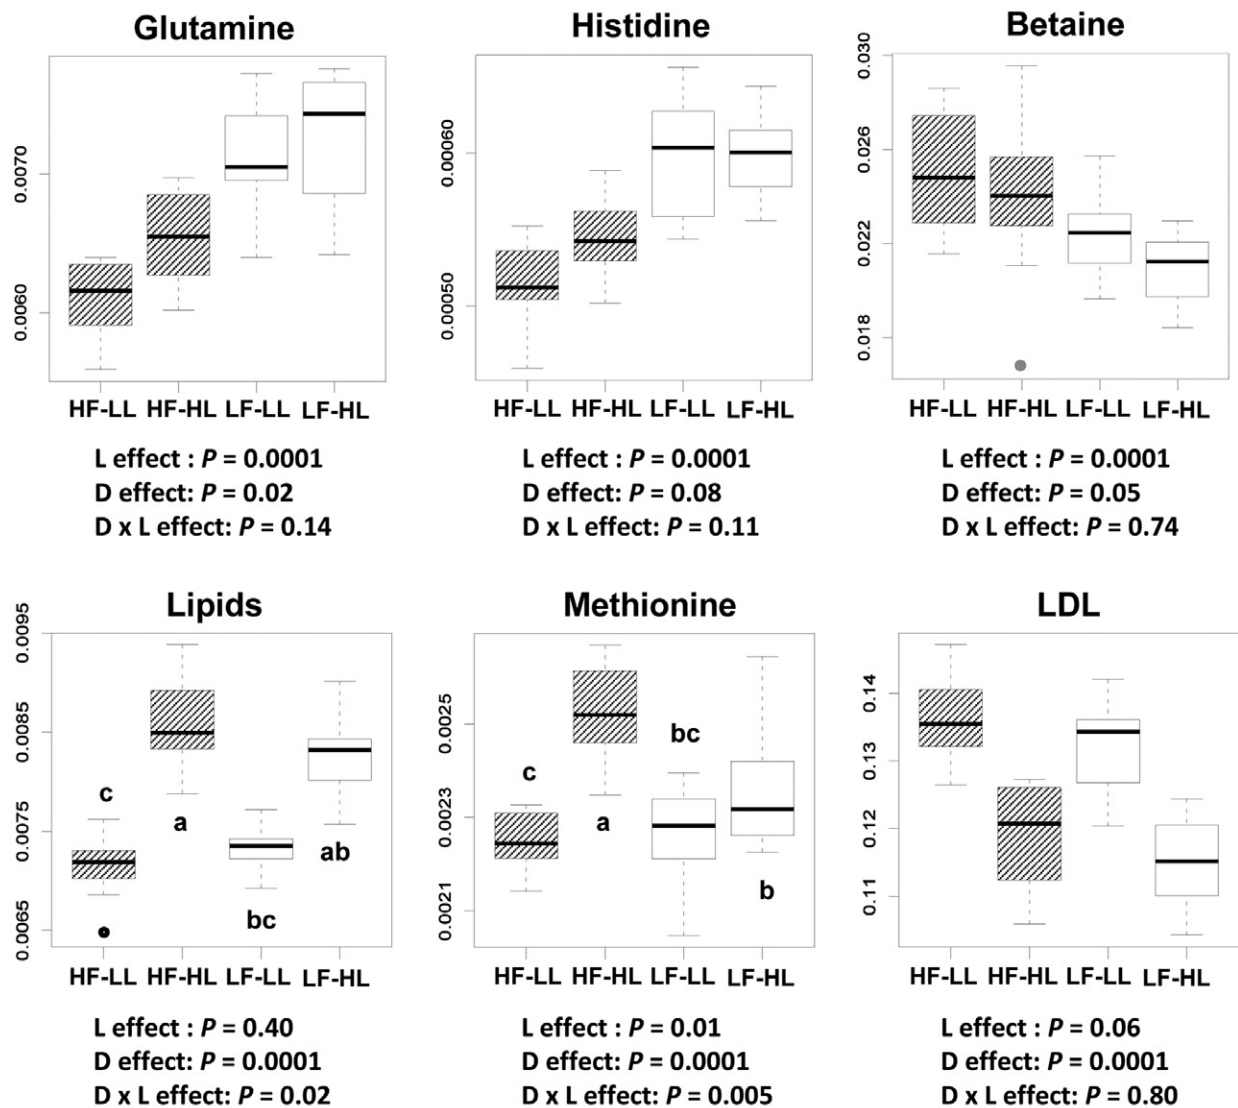 Glutamine
Histidine
Betaine
0.0070
0.0060
0.00060
0.00050
0.030
0.026
0.022
0.018
HF-LL HF-HL LF-LL LF-HL
HF-LL HF-HL LF-LL LF-HL
HF-LL HF-HL LF-LL LF-HL
L effect : P = 0.0001
D effect: P = 0.02
D x L effect: P = 0.14
L effect : P = 0.0001
D effect: P = 0.08
D x L effect: P = 0.11
L effect : P = 0.0001
D effect: P = 0.05
D x L effect: P = 0.74
Lipids
Methionine
LDL
0.0095
0.0085
0.0075
0.0065
c
a
bc
ab
0.0025
0.0023
0.0021
c
a
bc
b
0.14
0.13
0.12
0.11
HF-LL HF-HL LF-LL LF-HL
HF-LL HF-HL LF-LL LF-HL
HF-LL HF-HL LF-LL LF-HL
L effect : P = 0.40
D effect: P = 0.0001
D x L effect: P = 0.02
L effect : P = 0.01
D effect: P = 0.0001
D x L effect: P = 0.005
L effect : P = 0.06
D effect: P = 0.0001
D x L effect: P = 0.80